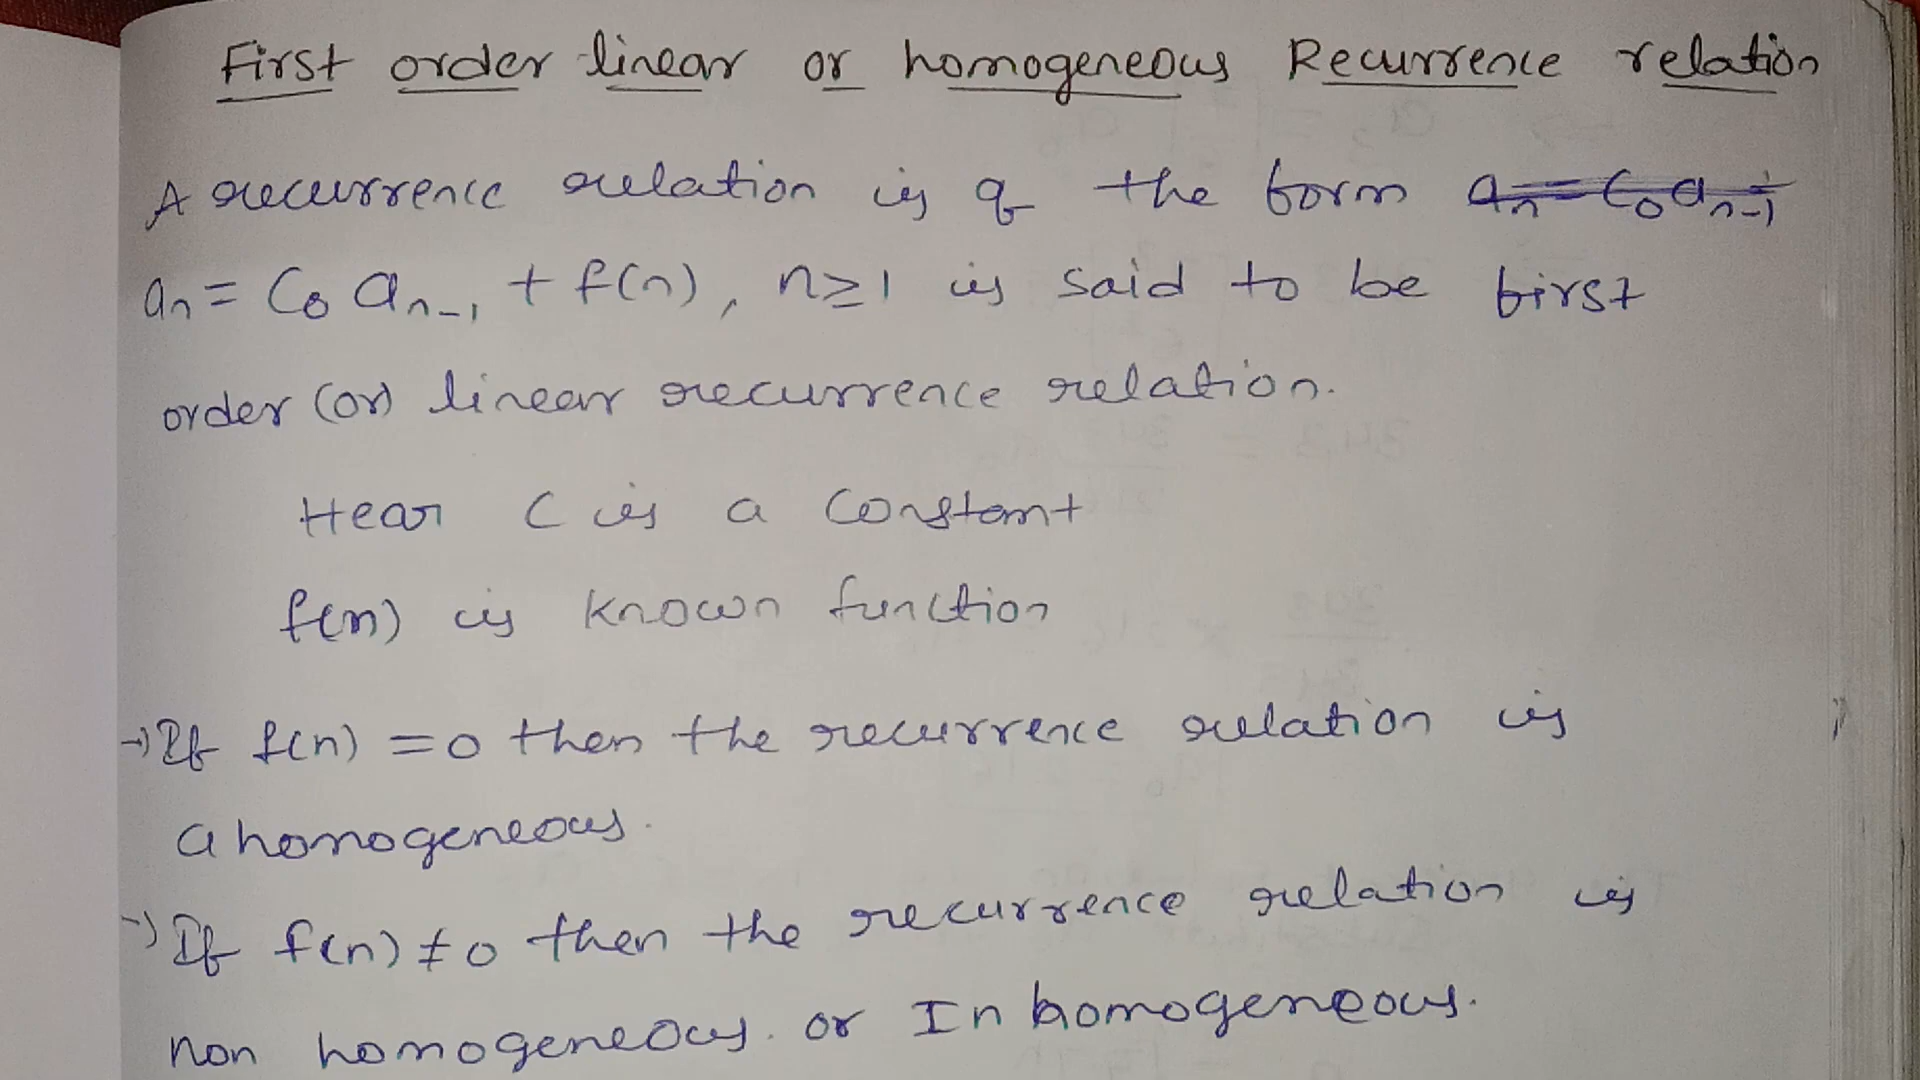 First order linear or homogeneous Recurrence relation
A recurrence relation is of the form a̶n̶ ̶=̶ ̶C̶0̶ ̶a̶n̶-̶1̶
aₙ = C₀ aₙ₋₁ + f(n), n ≥ 1 is said to be first
order (or) linear recurrence relation.
Hear C is a constant
f(n) is known function
→ If f(n) = 0 then the recurrence relation is
a homogeneous.
→ If f(n) ≠ 0 then the recurrence relation is
non homogeneous. or In homogeneous.